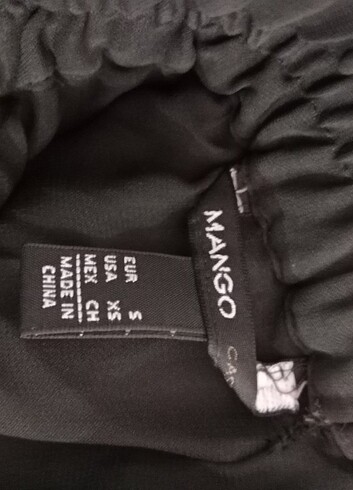 MANGO
EUR S
USA XS
MEX CH
MADE IN
CHINA